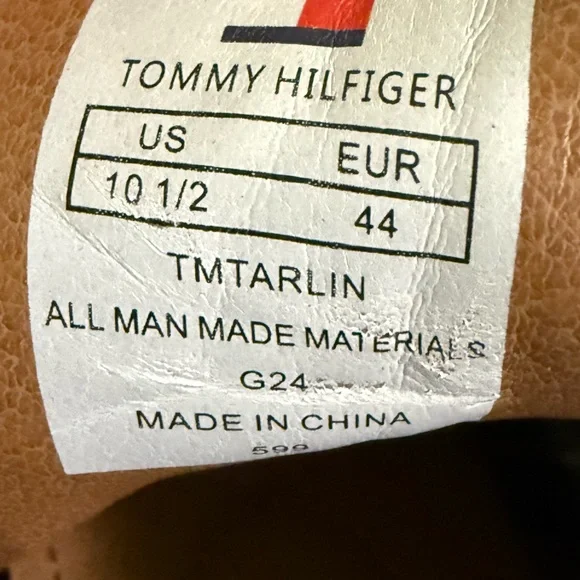 TOMMY HILFIGER
US EUR
10 1/2 44
TMTARLIN
ALL MAN MADE MATERIALS
G24
MADE IN CHINA